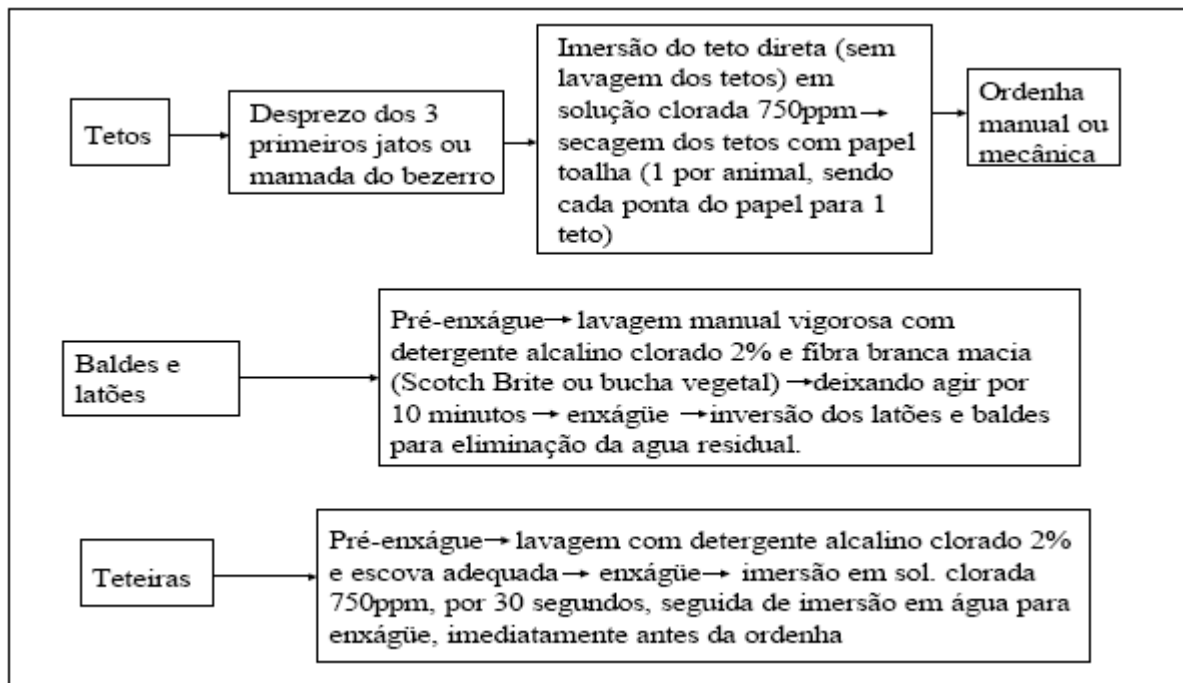 Tetos
Desprezo dos 3
primeiros jatos ou
mamada do bezerro
Imersão do teto direta (sem
lavagem dos tetos) em
solução clorada 750ppm→
secagem dos tetos com papel
toalha (1 por animal, sendo
cada ponta do papel para 1
teto)
Ordenha
manual ou
mecânica
Baldes e
latões
Pré-enxágue→ lavagem manual vigorosa com
detergente alcalino clorado 2% e fibra branca macia
(Scotch Brite ou bucha vegetal) →deixando agir por
10 minutos→ enxágüe →inversão dos latões e baldes
para eliminação da agua residual.
Teteiras
Pré-enxágue→ lavagem com detergente alcalino clorado 2%
e escova adequada→ enxágüe→ imersão em sol. clorada
750ppm, por 30 segundos, seguida de imersão em água para
enxágüe, imediatamente antes da ordenha